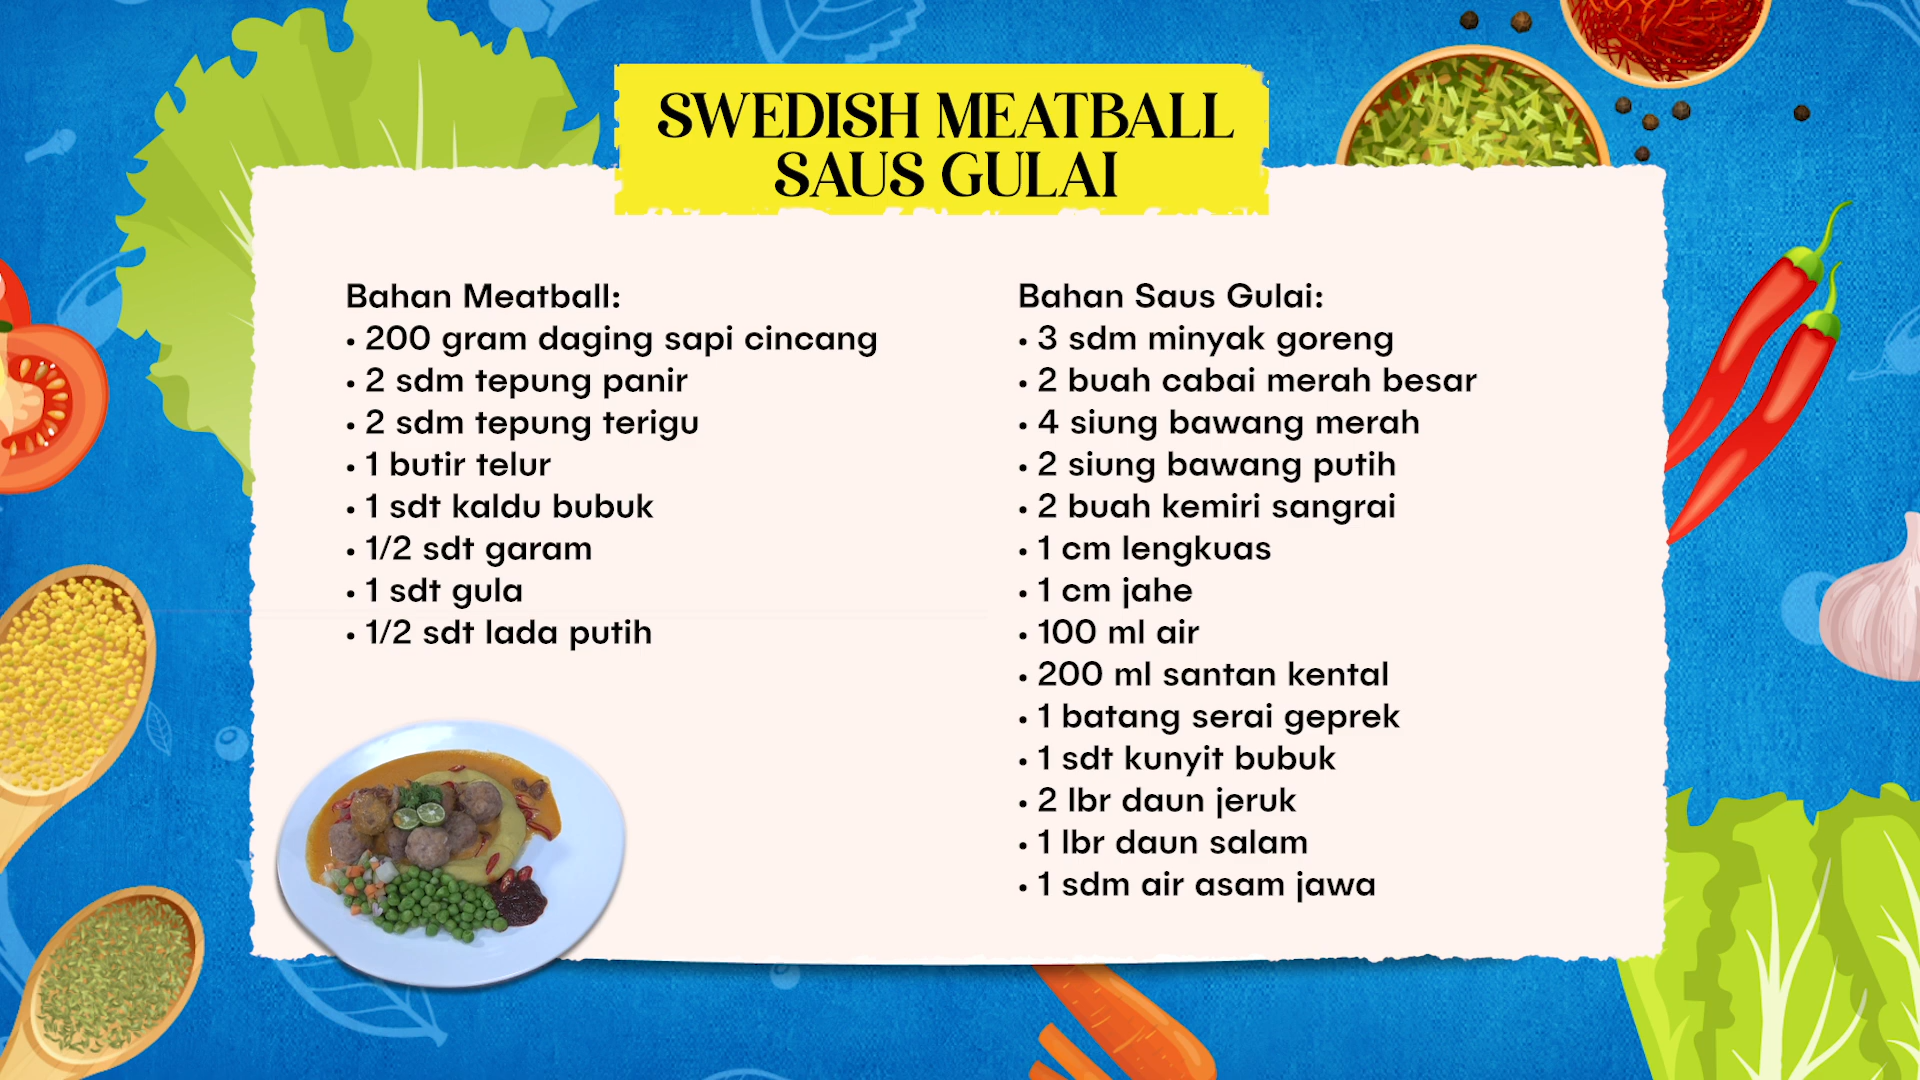 SWEDISH MEATBALL
SAUS GULAI
Bahan Meatball:
• 200 gram daging sapi cincang
• 2 sdm tepung panir
• 2 sdm tepung terigu
• 1 butir telur
• 1 sdt kaldu bubuk
• 1/2 sdt garam
• 1 sdt gula
• 1/2 sdt lada putih
Bahan Saus Gulai:
• 3 sdm minyak goreng
• 2 buah cabai merah besar
• 4 siung bawang merah
• 2 siung bawang putih
• 2 buah kemiri sangrai
• 1 cm lengkuas
• 1 cm jahe
• 100 ml air
• 200 ml santan kental
• 1 batang serai geprek
• 1 sdt kunyit bubuk
• 2 lbr daun jeruk
• 1 lbr daun salam
• 1 sdm air asam jawa